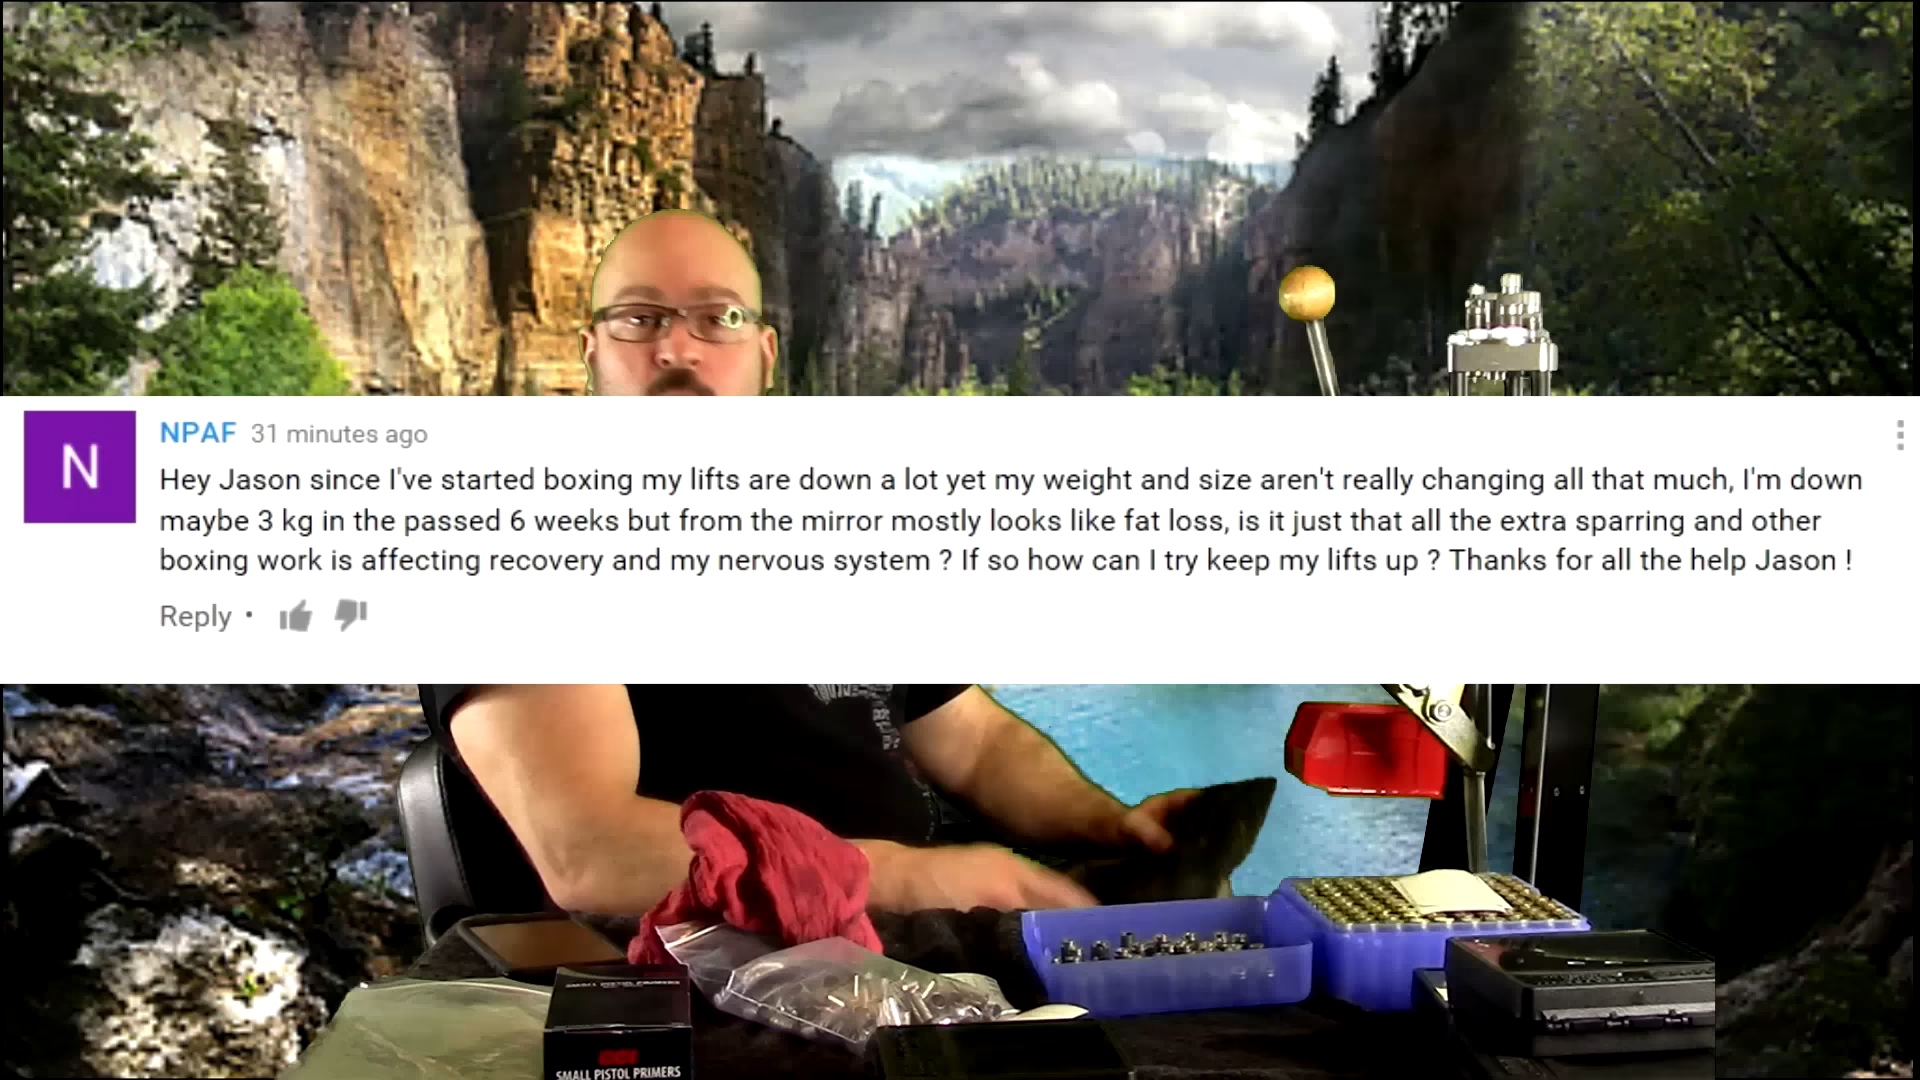 N
NPAF 31 minutes ago
Hey Jason since I've started boxing my lifts are down a lot yet my weight and size aren't really changing all that much, I'm down
maybe 3 kg in the passed 6 weeks but from the mirror mostly looks like fat loss, is it just that all the extra sparring and other
boxing work is affecting recovery and my nervous system ? If so how can I try keep my lifts up ? Thanks for all the help Jason !
Reply •
SMALL PISTOL PRIMERS
SMALL PISTOL PRIMERS